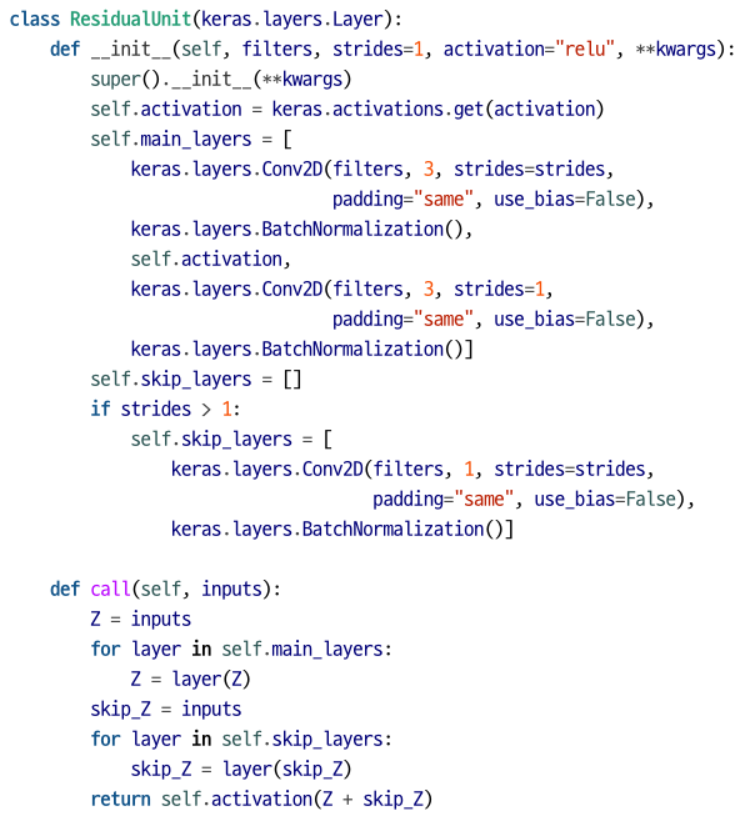 class ResidualUnit(keras.layers.Layer):
    def __init__(self, filters, strides=1, activation="relu", **kwargs):
        super().__init__(**kwargs)
        self.activation = keras.activations.get(activation)
        self.main_layers = [
            keras.layers.Conv2D(filters, 3, strides=strides,
                                padding="same", use_bias=False),
            keras.layers.BatchNormalization(),
            self.activation,
            keras.layers.Conv2D(filters, 3, strides=1,
                                padding="same", use_bias=False),
            keras.layers.BatchNormalization()]
        self.skip_layers = []
        if strides > 1:
            self.skip_layers = [
                keras.layers.Conv2D(filters, 1, strides=strides,
                                    padding="same", use_bias=False),
                keras.layers.BatchNormalization()]

    def call(self, inputs):
        Z = inputs
        for layer in self.main_layers:
            Z = layer(Z)
        skip_Z = inputs
        for layer in self.skip_layers:
            skip_Z = layer(skip_Z)
        return self.activation(Z + skip_Z)